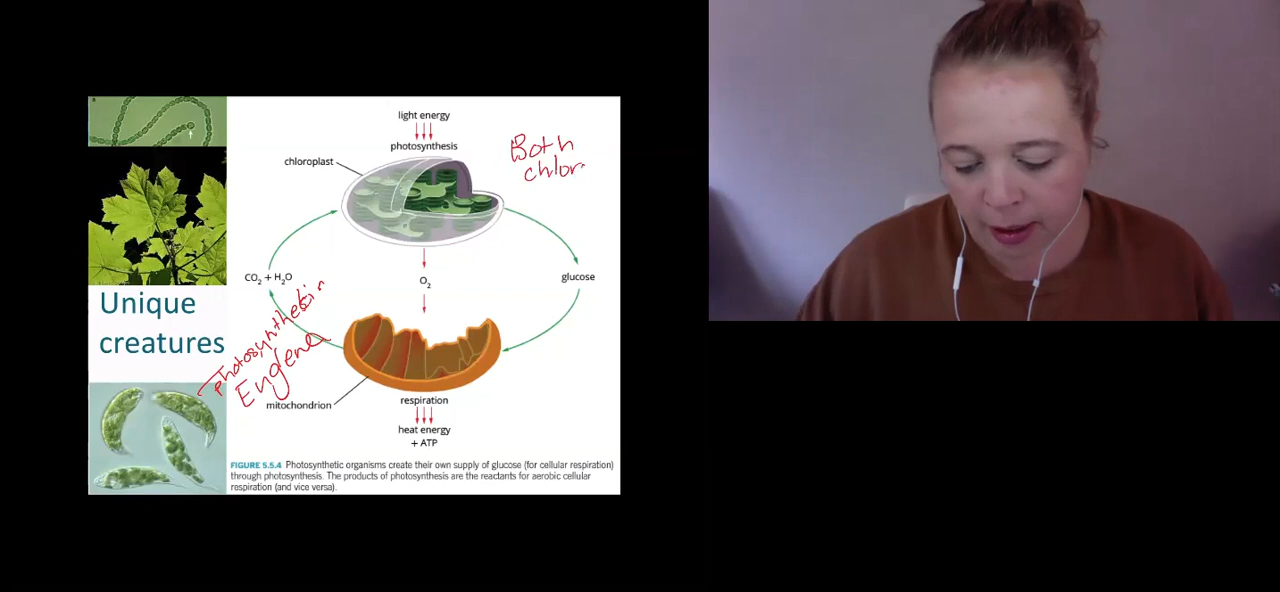 light energy
photosynthesis
chloroplast
Both
chlor
CO₂ + H₂O
O₂
glucose
Unique
creatures
Photosynthetic
Euglena
mitochondrion
respiration
heat energy
+ ATP
FIGURE 5.5.4 Photosynthetic organisms create their own supply of glucose (for cellular respiration)
through photosynthesis. The products of photosynthesis are the reactants for aerobic cellular
respiration (and vice versa).